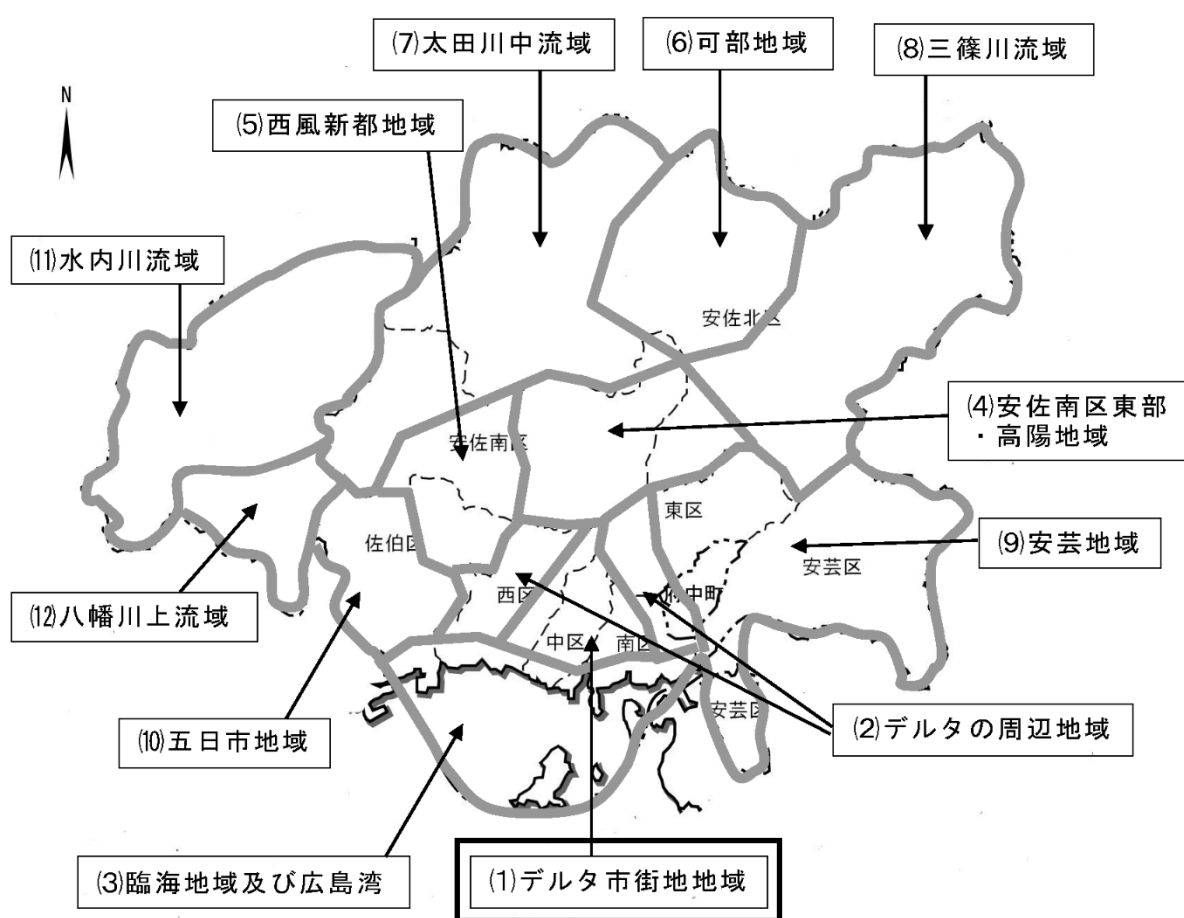 ⑺太田川中流域
⑹可部地域
⑻三篠川流域
N
⑸西風新都地域
⑾水内川流域
安佐北区
⑷安佐南区東部
・高陽地域
安佐南区
東区
佐伯区
⑼安芸地域
安芸区
西区
府中町
⑿八幡川上流域
中区
南区
安芸区
⑽五日市地域
⑵デルタの周辺地域
⑶臨海地域及び広島湾
⑴デルタ市街地地域